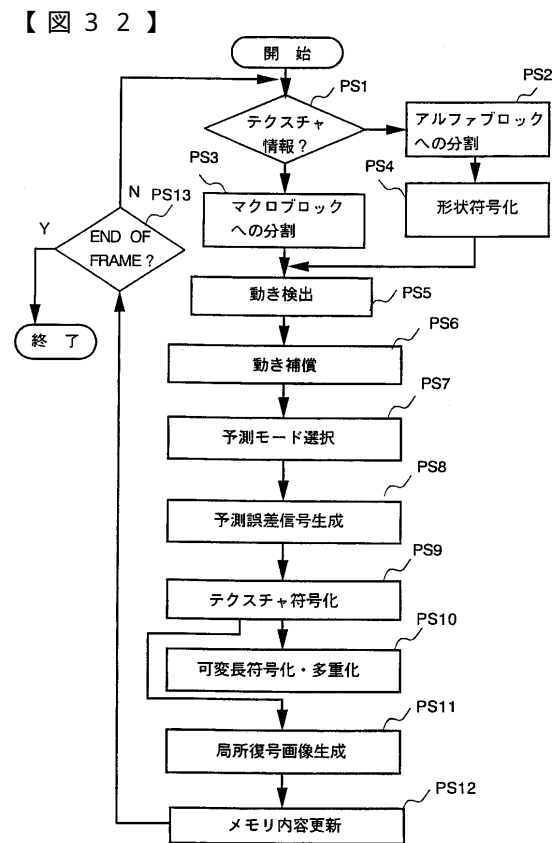 【図３２】
開 始
PS1
PS2
テクスチャ
情報？
アルファブロック
への分割
PS3
PS4
N
マクロブロック
への分割
形状符号化
PS13
Y
END OF
FRAME？
動き検出
PS5
終 了
PS6
動き補償
PS7
予測モード選択
PS8
予測誤差信号生成
PS9
テクスチャ符号化
PS10
可変長符号化・多重化
PS11
局所復号画像生成
PS12
メモリ内容更新